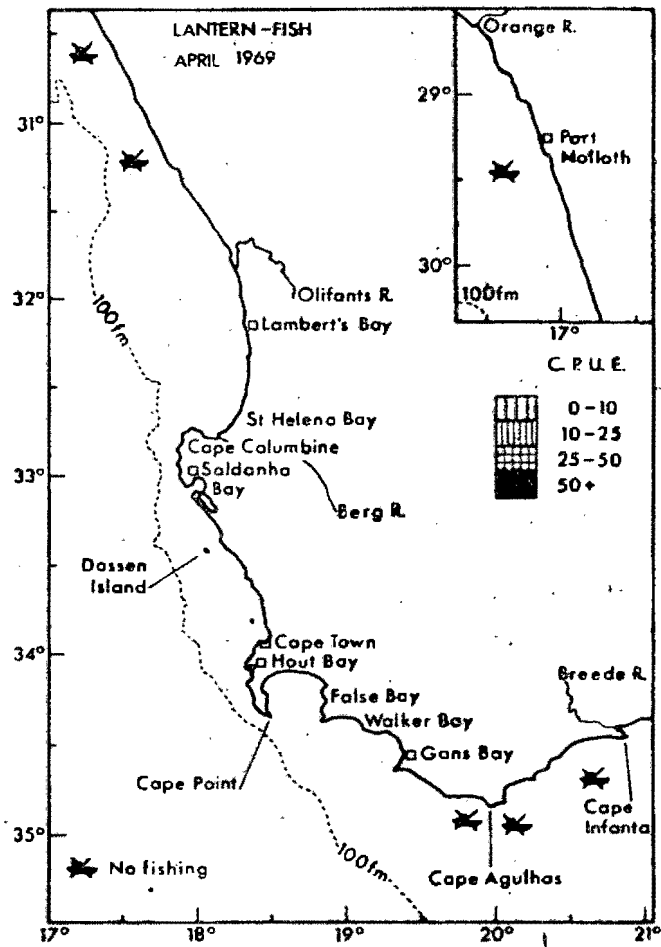 LANTERN-FISH
APRIL 1969
Orange R.
29°
Port
Nolloth
30°
100fm
17°
31°
32°
33°
34°
35°
100fm
Olifants R.
Lambert's Bay
C. P. U. E.
0-10
10-25
25-50
50+
St Helena Bay
Cape Columbine
Saldanha
Bay
Berg R.
Dassen
Island
Cape Town
Hout Bay
False Bay
Walker Bay
Gans Bay
Breede R.
Cape Point
Cape
Infanta
100fm
Cape Agulhas
No fishing
17°
18°
19°
20°
21°